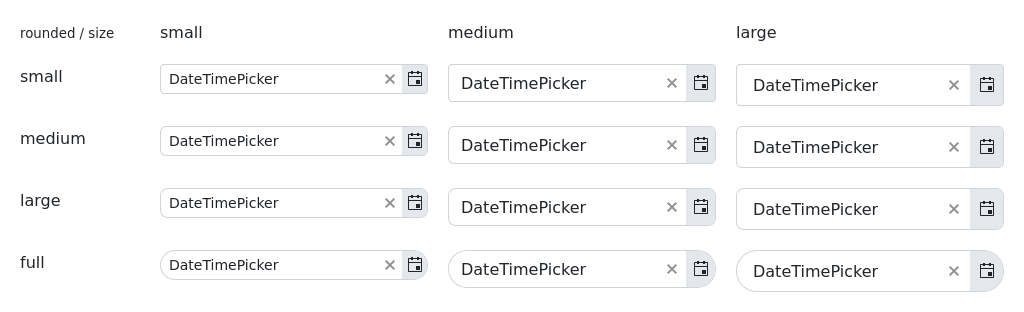 rounded / size small medium large
small DateTimePicker DateTimePicker DateTimePicker
medium DateTimePicker DateTimePicker DateTimePicker
large DateTimePicker DateTimePicker DateTimePicker
full DateTimePicker DateTimePicker DateTimePicker